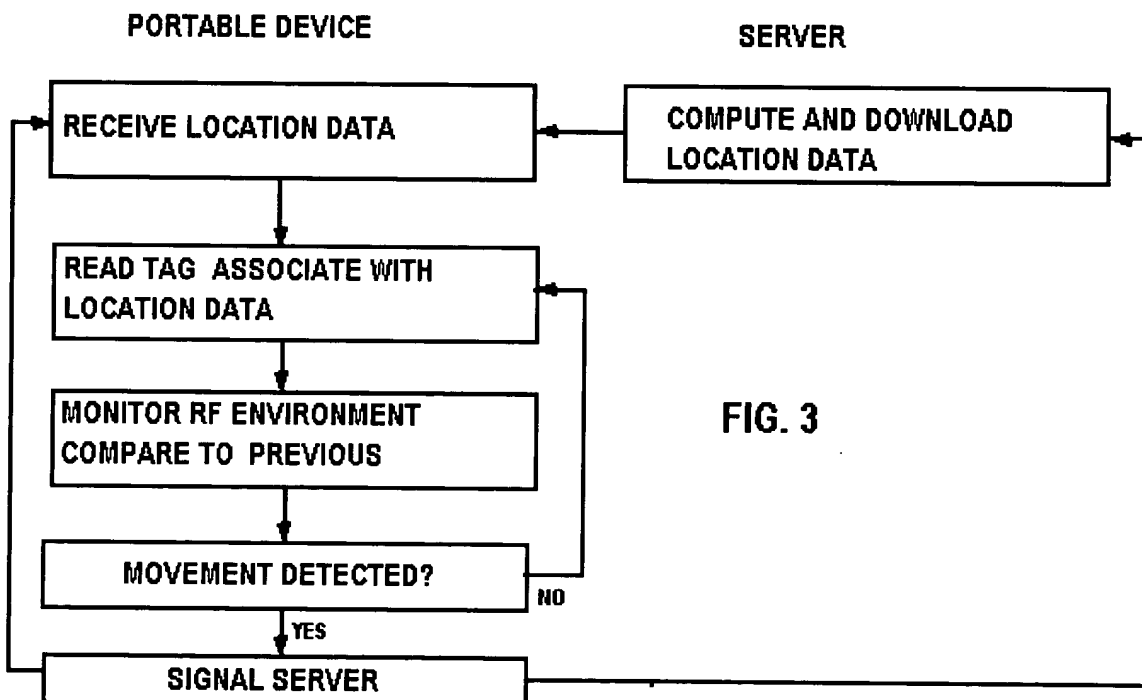 PORTABLE DEVICE
SERVER
RECEIVE LOCATION DATA
COMPUTE AND DOWNLOAD
LOCATION DATA
READ TAG ASSOCIATE WITH
LOCATION DATA
MONITOR RF ENVIRONMENT
COMPARE TO PREVIOUS
FIG. 3
MOVEMENT DETECTED?
NO
YES
SIGNAL SERVER